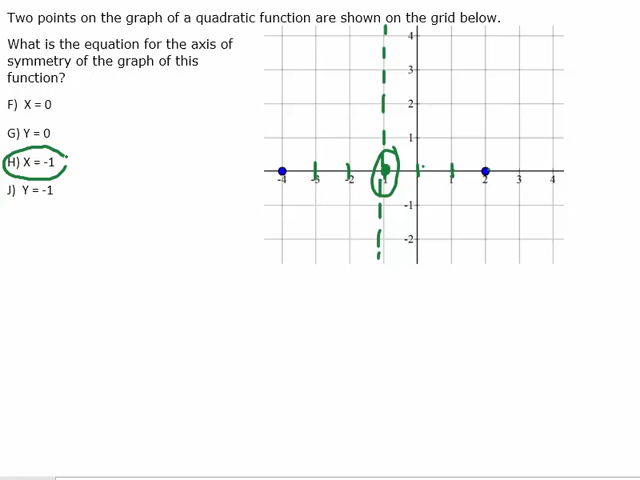 Two points on the graph of a quadratic function are shown on the grid below.
What is the equation for the axis of
symmetry of the graph of this
function?
F) X = 0
G) Y = 0
H) X = -1
J) Y = -1
4
3
2
1
-4 -3 -2 -1 1 2 3 4
-1
-2